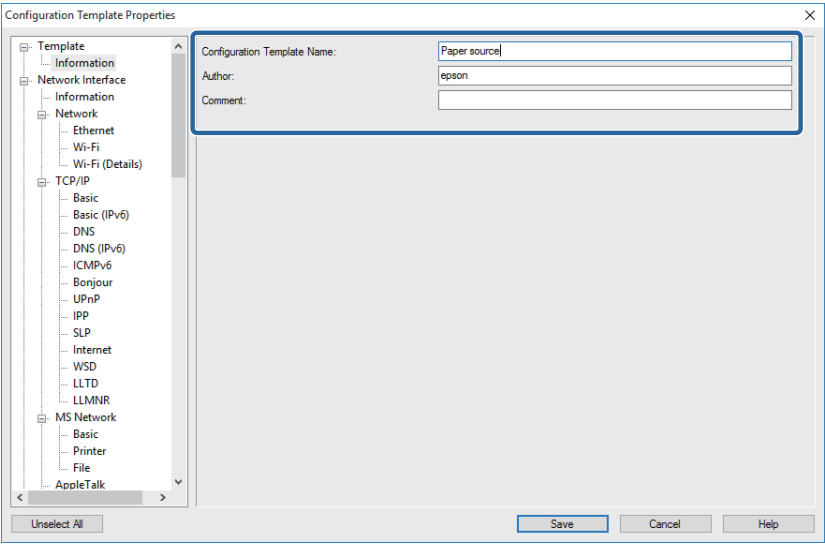 Configuration Template Properties
Template
Information
Network Interface
Information
Network
Ethernet
Wi-Fi
Wi-Fi (Details)
TCP/IP
Basic
Basic (IPv6)
DNS
DNS (IPv6)
ICMPv6
Bonjour
UPnP
IPP
SLP
Internet
WSD
LLTD
LLMNR
MS Network
Basic
Printer
File
AppleTalk
Configuration Template Name: Paper source
Author: epson
Comment:
Unselect All Save Cancel Help